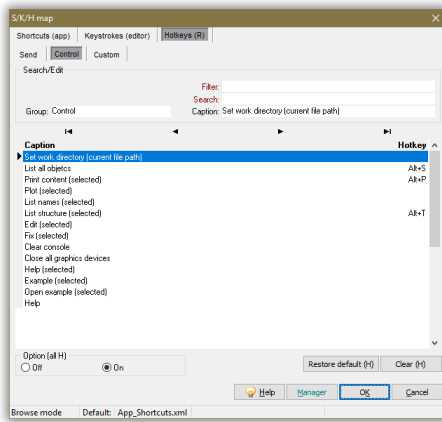 S/K/H map
Shortcuts (app) Keystrokes (editor) Hotkeys (R)
Send Control Custom
Search/Edit
Filter:
Search:
Group: Control Caption: Set work directory (current file path)
Caption Hotkey
Set work directory (current file path)
List all objetcs Alt+S
Print content (selected) Alt+P
Plot (selected)
List names (selected)
List structure (selected) Alt+T
Edit (selected)
Fix (selected)
Clear console
Close all graphics devices
Help (selected)
Example (selected)
Open example (selected)
Help
Option (all H)
Off On Restore default (H) Clear (H)
Help Manager OK Cancel
Browse mode Default: App_Shortcuts.xml